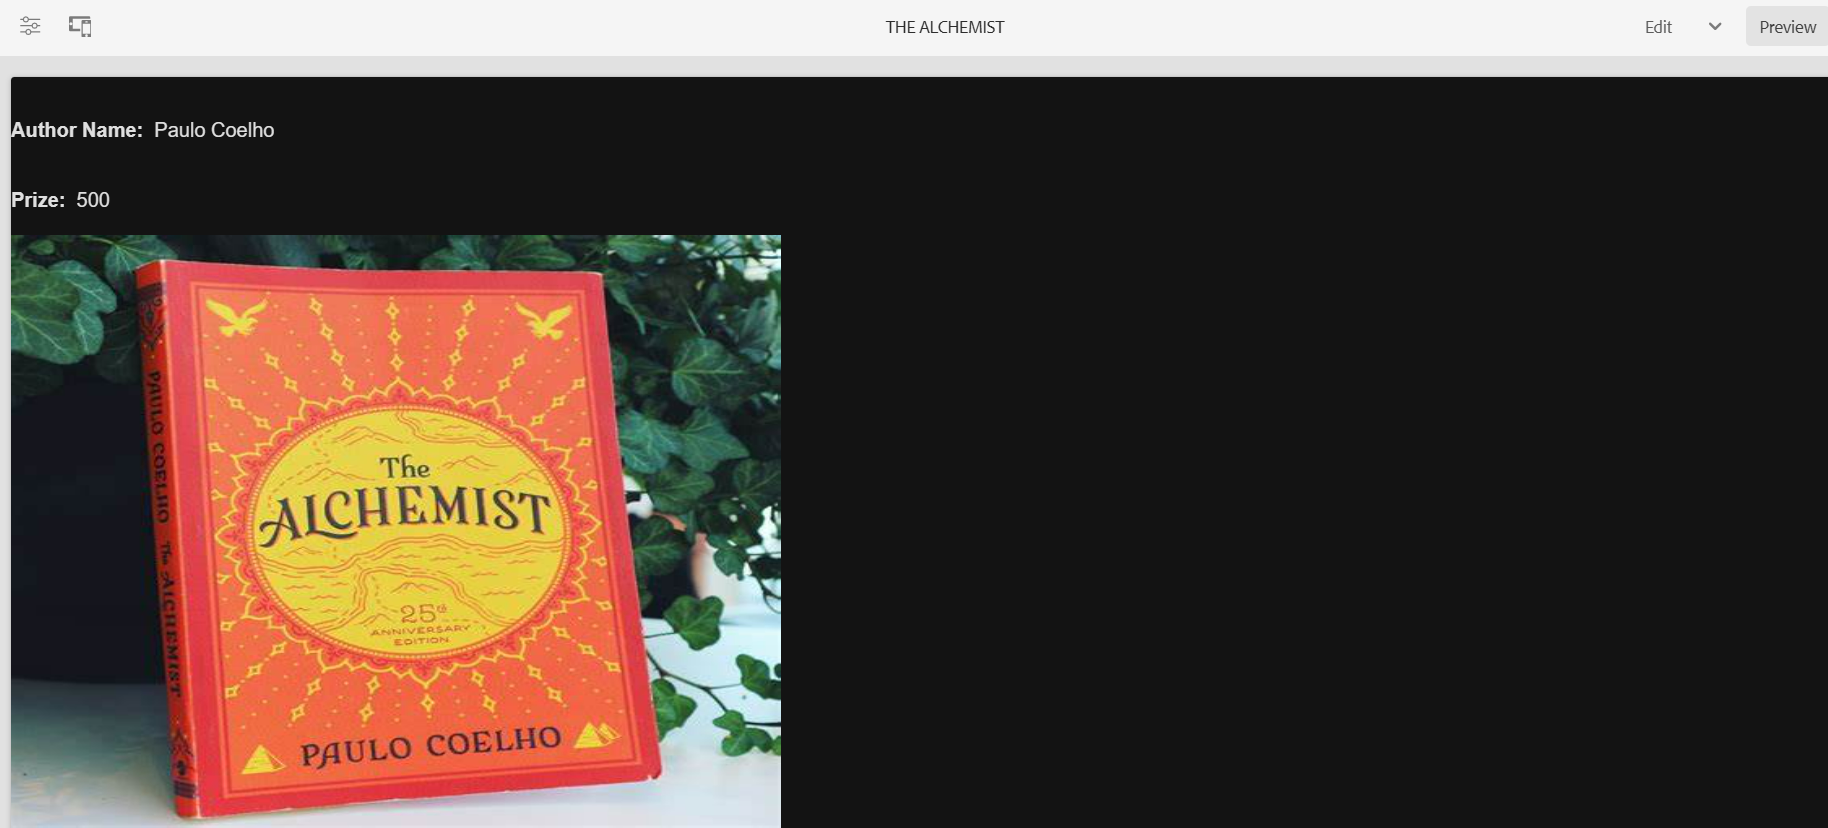 THE ALCHEMIST
Edit
Preview
Author Name: Paulo Coelho
Prize: 500
PAULO COELHO The ALCHEMIST
The
ALCHEMIST
25th
ANNIVERSARY
EDITION
PAULO COELHO